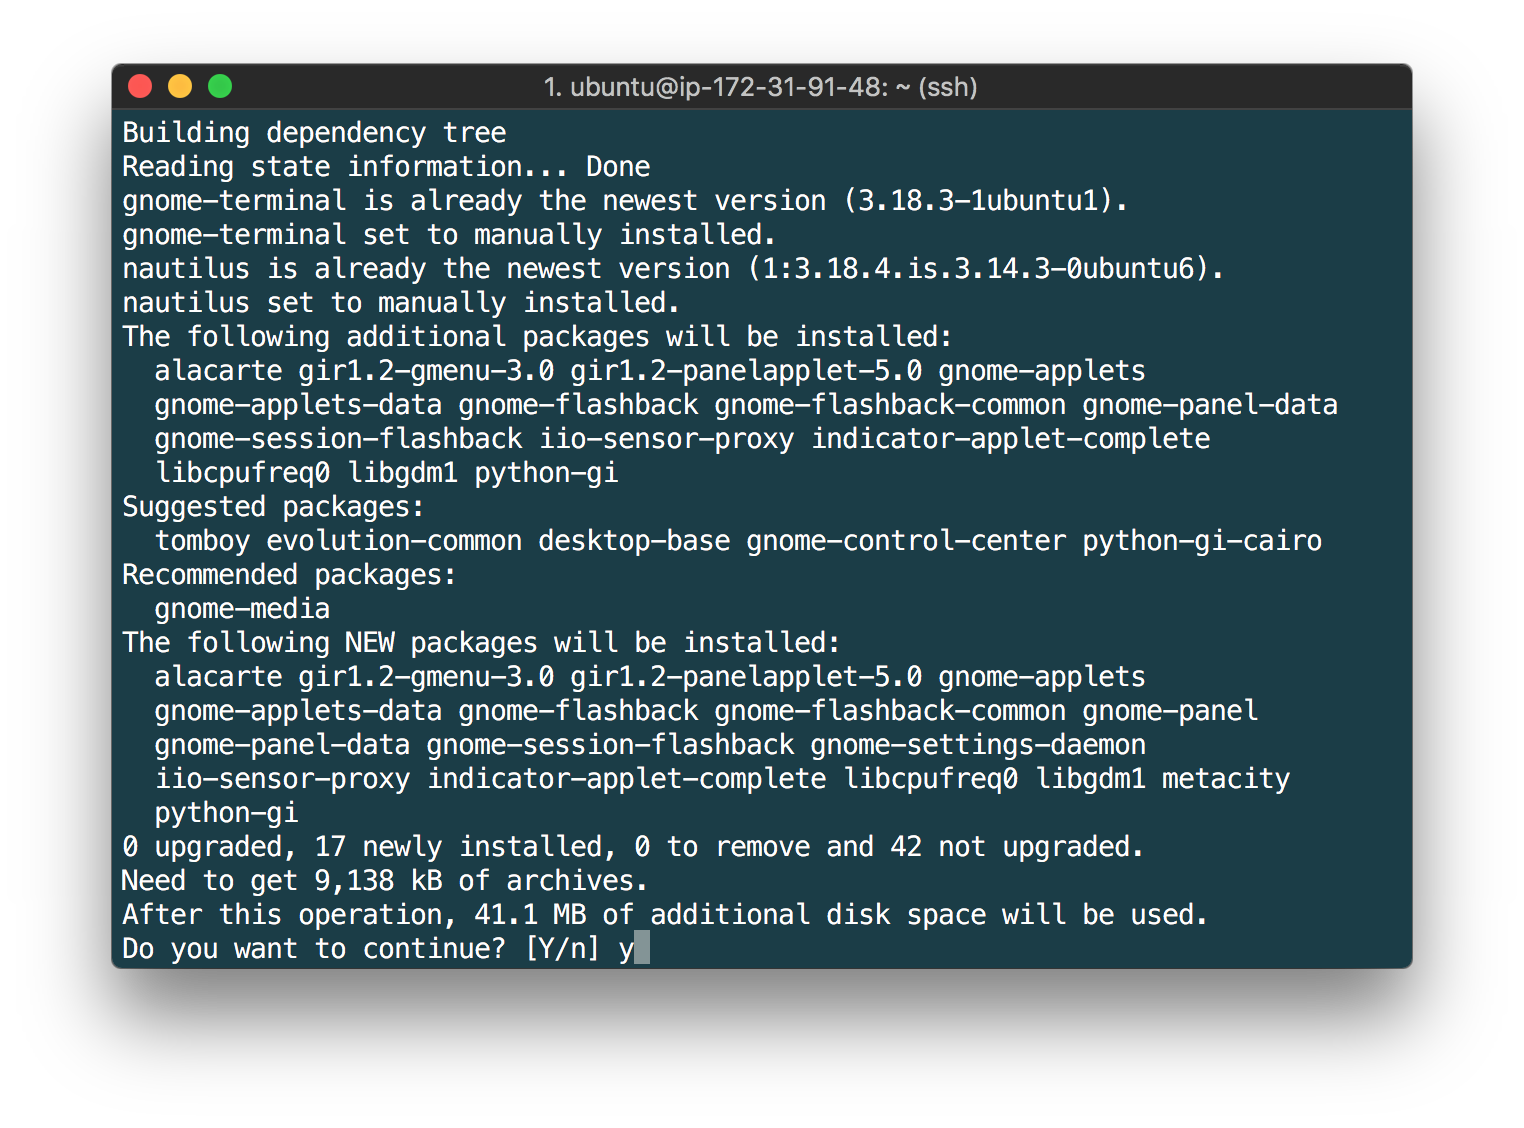 1. ubuntu@ip-172-31-91-48: ~ (ssh)
Building dependency tree
Reading state information... Done
gnome-terminal is already the newest version (3.18.3-1ubuntu1).
gnome-terminal set to manually installed.
nautilus is already the newest version (1:3.18.4.is.3.14.3-0ubuntu6).
nautilus set to manually installed.
The following additional packages will be installed:
  alacarte gir1.2-gmenu-3.0 gir1.2-panelapplet-5.0 gnome-applets
  gnome-applets-data gnome-flashback gnome-flashback-common gnome-panel-data
  gnome-session-flashback iio-sensor-proxy indicator-applet-complete
  libcpufreq0 libgdm1 python-gi
Suggested packages:
  tomboy evolution-common desktop-base gnome-control-center python-gi-cairo
Recommended packages:
  gnome-media
The following NEW packages will be installed:
  alacarte gir1.2-gmenu-3.0 gir1.2-panelapplet-5.0 gnome-applets
  gnome-applets-data gnome-flashback gnome-flashback-common gnome-panel
  gnome-panel-data gnome-session-flashback gnome-settings-daemon
  iio-sensor-proxy indicator-applet-complete libcpufreq0 libgdm1 metacity
  python-gi
0 upgraded, 17 newly installed, 0 to remove and 42 not upgraded.
Need to get 9,138 kB of archives.
After this operation, 41.1 MB of additional disk space will be used.
Do you want to continue? [Y/n] y